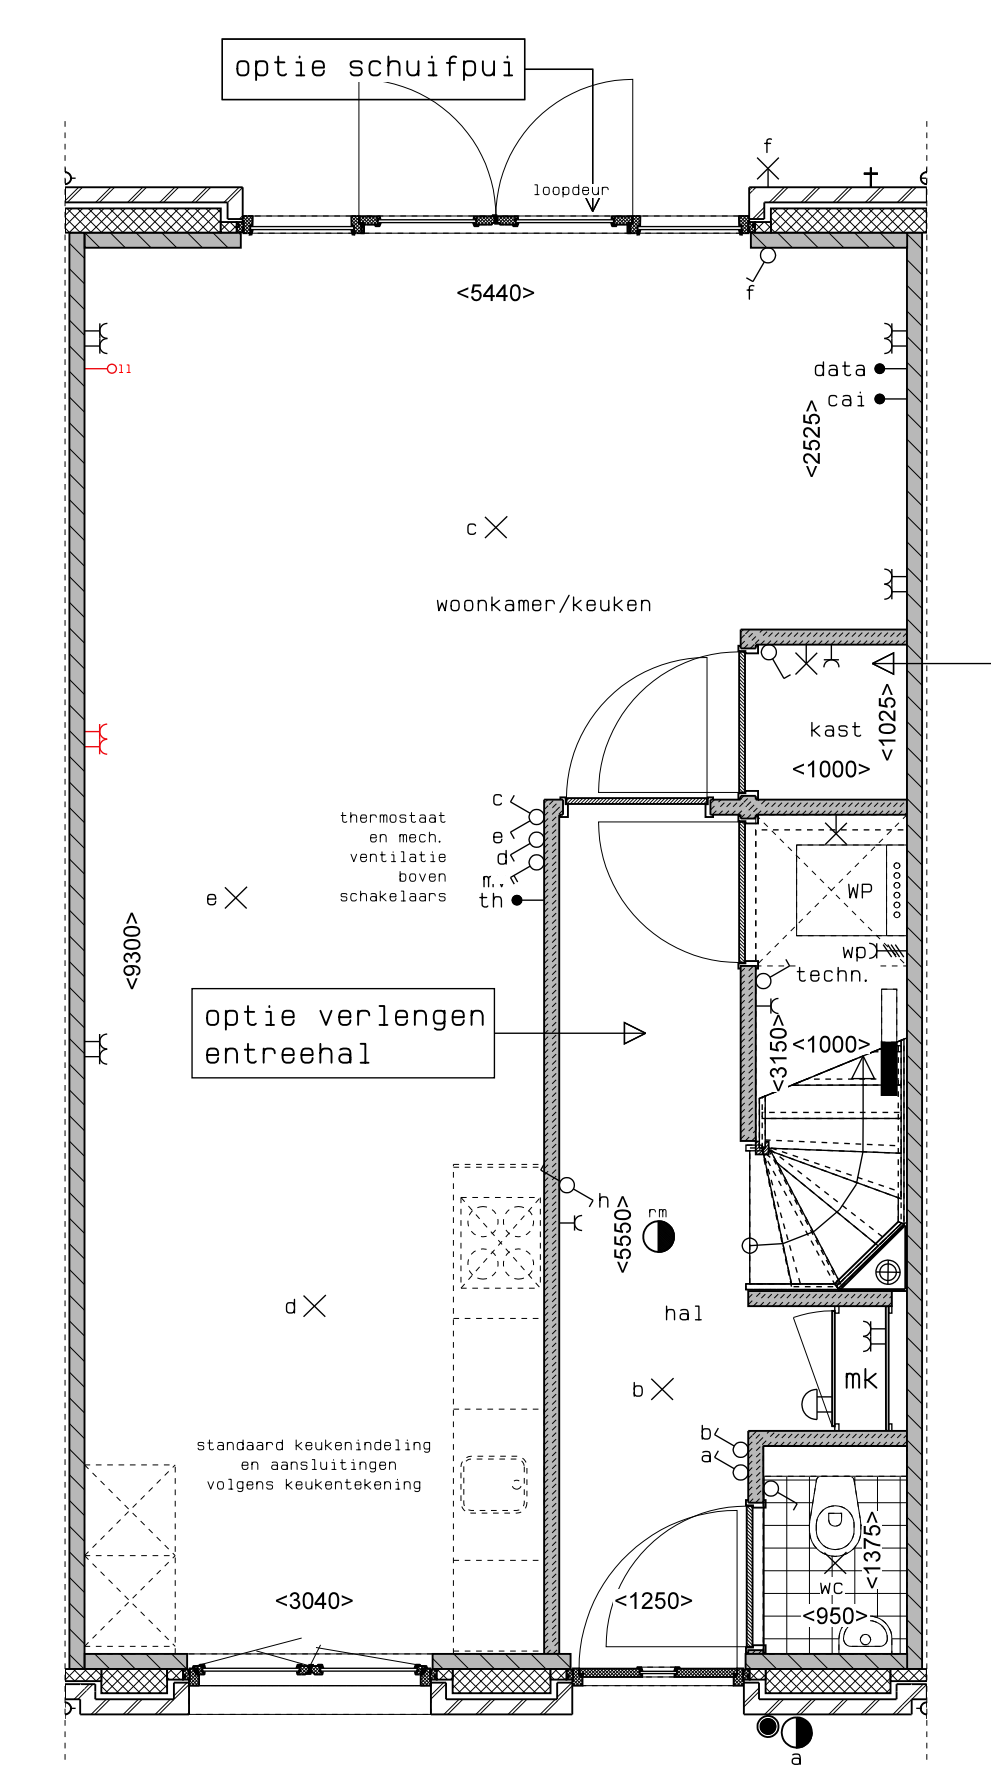 optie schuifpui
f
loopdeur
f
<5440>
11
data
cai
<2525>
c
woonkamer/keuken
kast
<1025>
<1000>
c
thermostaat
e
en mech.
d
ventilatie
boven
schakelaars
th
WP
e
<9300>
wp
techn.
optie verlengen
entreehal
<3150>
<1000>
h
<5550>
rm
d
hal
b
mk
b
a
standaard keukenindeling
en aansluitingen
volgens keukentekening
<1375>
wc
<3040>
<1250>
<950>
a